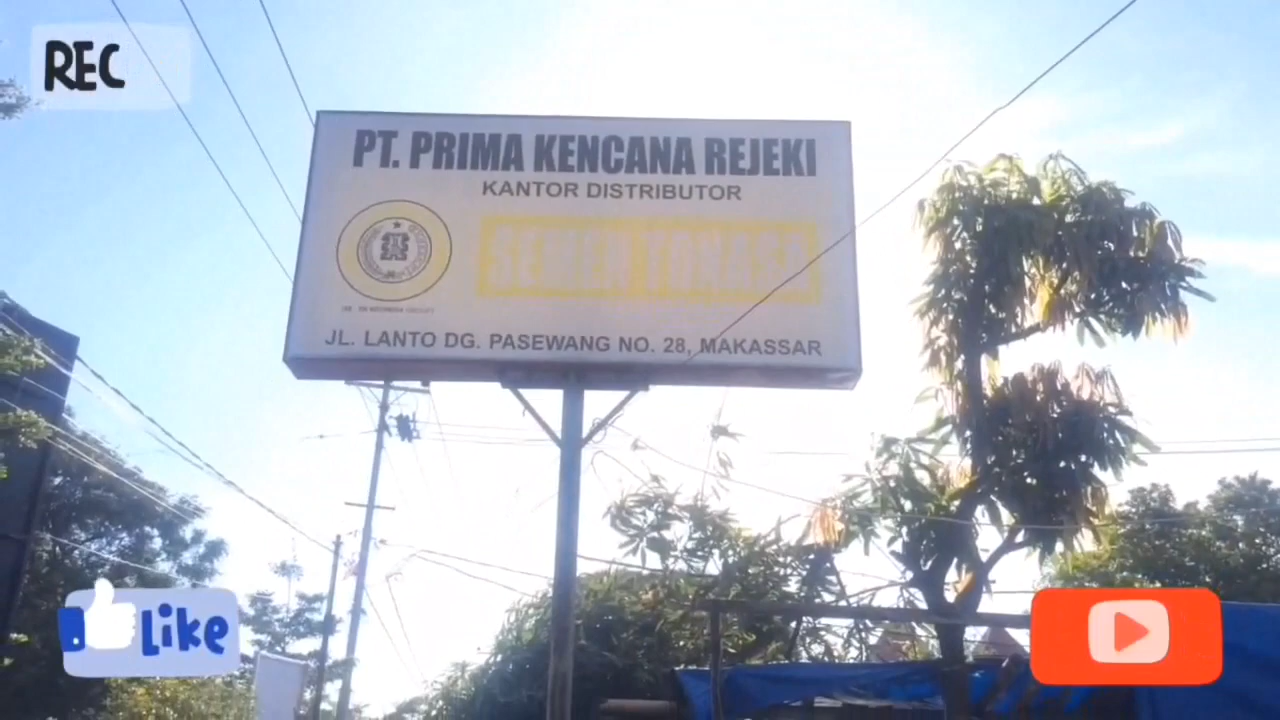 REC
PT. PRIMA KENCANA REJEKI
KANTOR DISTRIBUTOR
SEMEN TONASA
JL. LANTO DG. PASEWANG NO. 28, MAKASSAR
Like